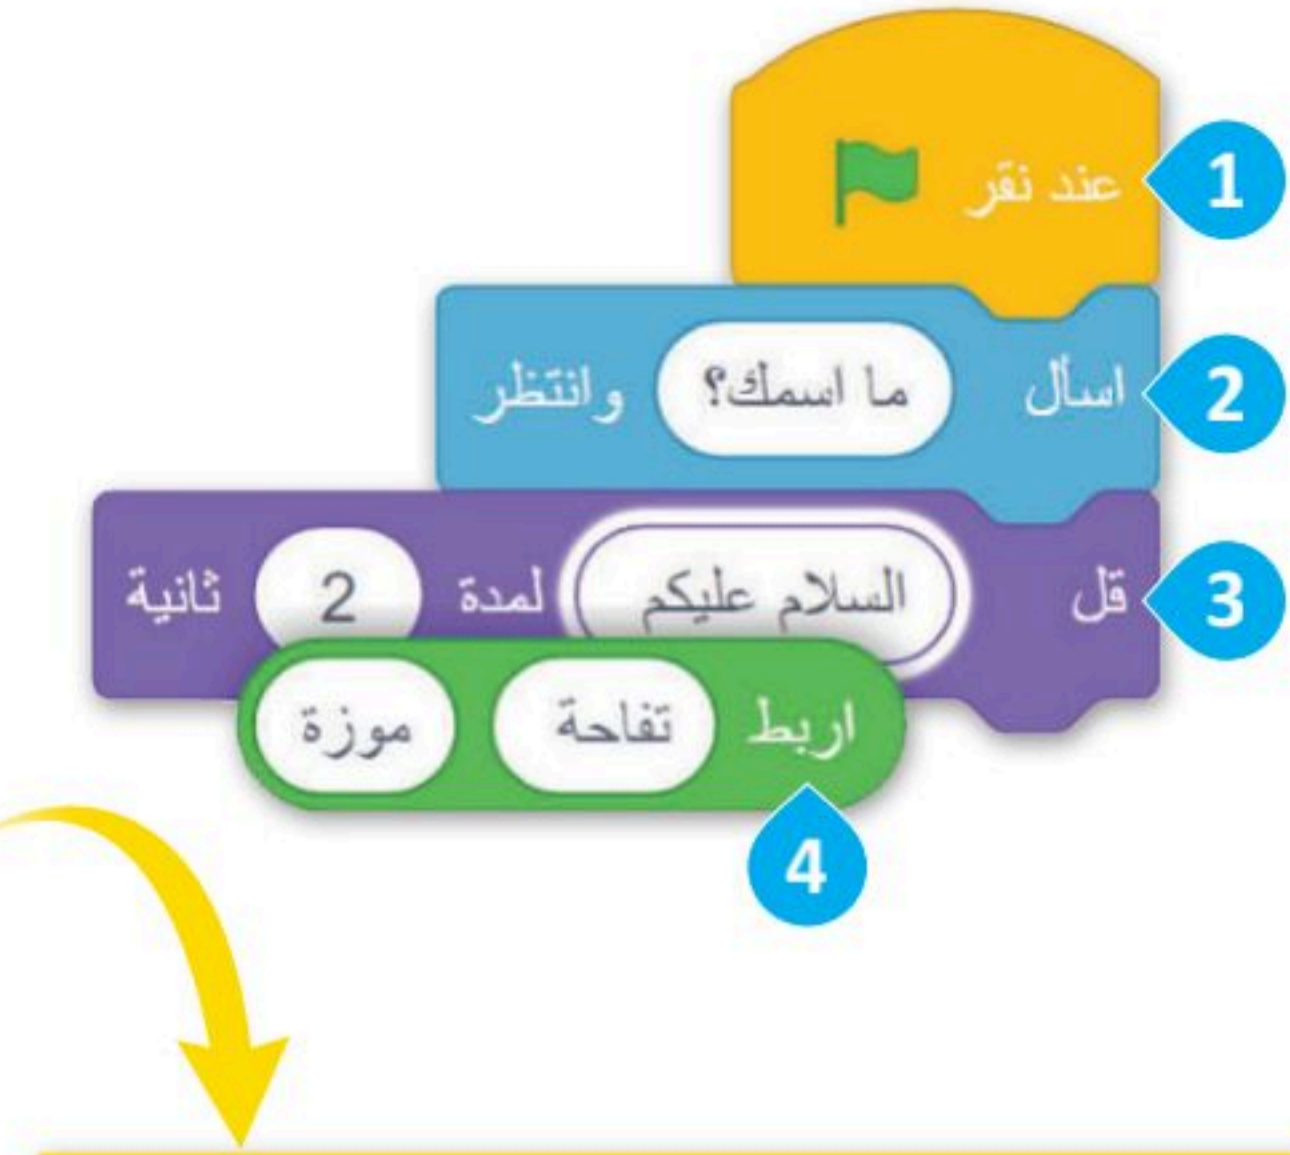 عند نقر 1
اسأل ما اسمك؟ وانتظر 2
قل السلام عليكم لمدة 2 ثانية 3
اربط تفاحة موزة
4